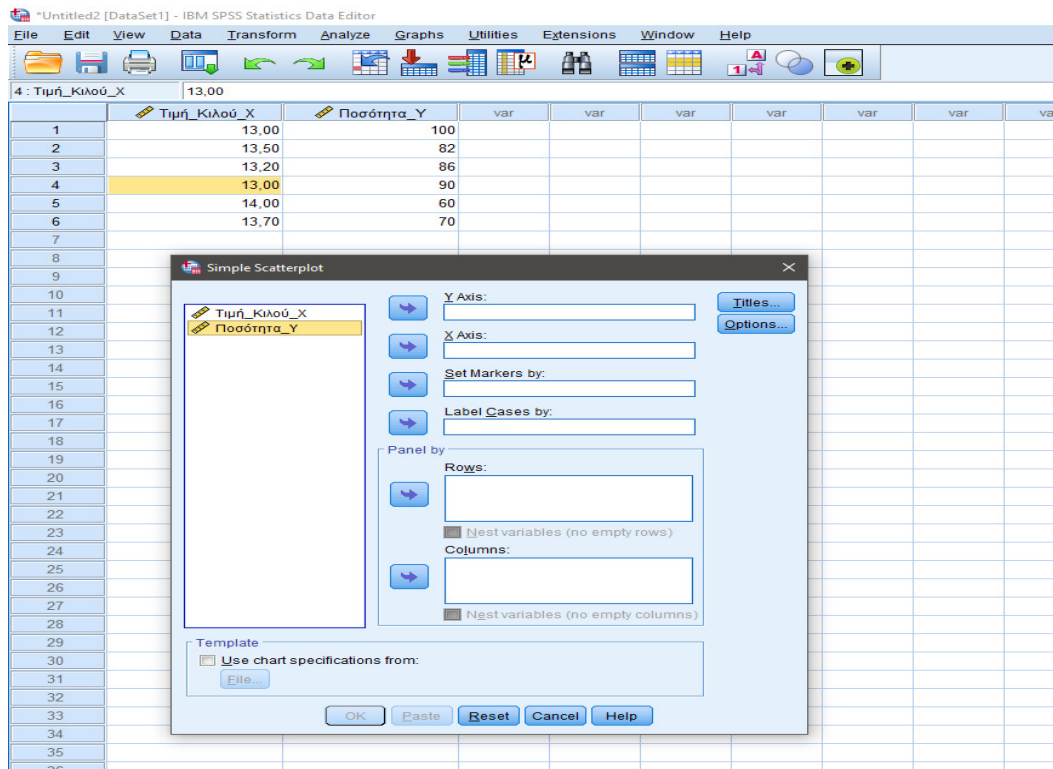 *Untitled2 [DataSet1] - IBM SPSS Statistics Data Editor
File Edit View Data Transform Analyze Graphs Utilities Extensions Window Help
4 : Τιμή_Κιλού_Χ 13,00
Τιμή_Κιλού_Χ Ποσότητα_Υ var var var var var var
1 13,00 100
2 13,50 82
3 13,20 86
4 13,00 90
5 14,00 60
6 13,70 70
7
8
9
10
11
12
13
14
15
16
17
18
19
20
21
22
23
24
25
26
27
28
29
30
31
32
33
34
35
Simple Scatterplot
Τιμή_Κιλού_Χ
Ποσότητα_Υ
Y Axis:
X Axis:
Set Markers by:
Label Cases by:
Panel by
Rows:
Nest variables (no empty rows)
Columns:
Nest variables (no empty columns)
Titles...
Options...
Template
Use chart specifications from:
File...
OK Paste Reset Cancel Help